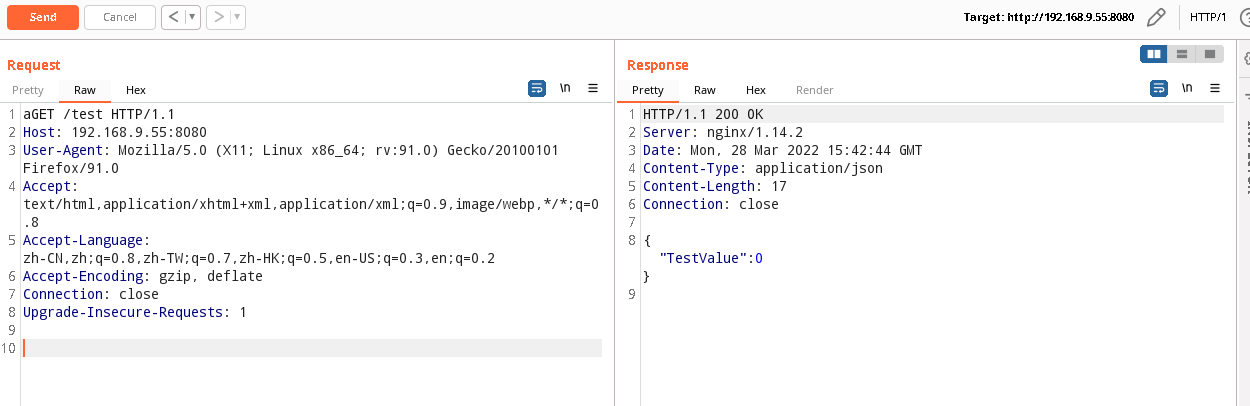 Send Cancel < > Target: http://192.168.9.55:8080 HTTP/1
Request
Pretty Raw Hex \n
1 aGET /test HTTP/1.1
2 Host: 192.168.9.55:8080
3 User-Agent: Mozilla/5.0 (X11; Linux x86_64; rv:91.0) Gecko/20100101
Firefox/91.0
4 Accept:
text/html,application/xhtml+xml,application/xml;q=0.9,image/webp,*/*;q=0
.8
5 Accept-Language:
zh-CN,zh;q=0.8,zh-TW;q=0.7,zh-HK;q=0.5,en-US;q=0.3,en;q=0.2
6 Accept-Encoding: gzip, deflate
7 Connection: close
8 Upgrade-Insecure-Requests: 1
9
10
Response
Pretty Raw Hex Render \n
1 HTTP/1.1 200 OK
2 Server: nginx/1.14.2
3 Date: Mon, 28 Mar 2022 15:42:44 GMT
4 Content-Type: application/json
5 Content-Length: 17
6 Connection: close
7
8 {
"TestValue":0
}
9